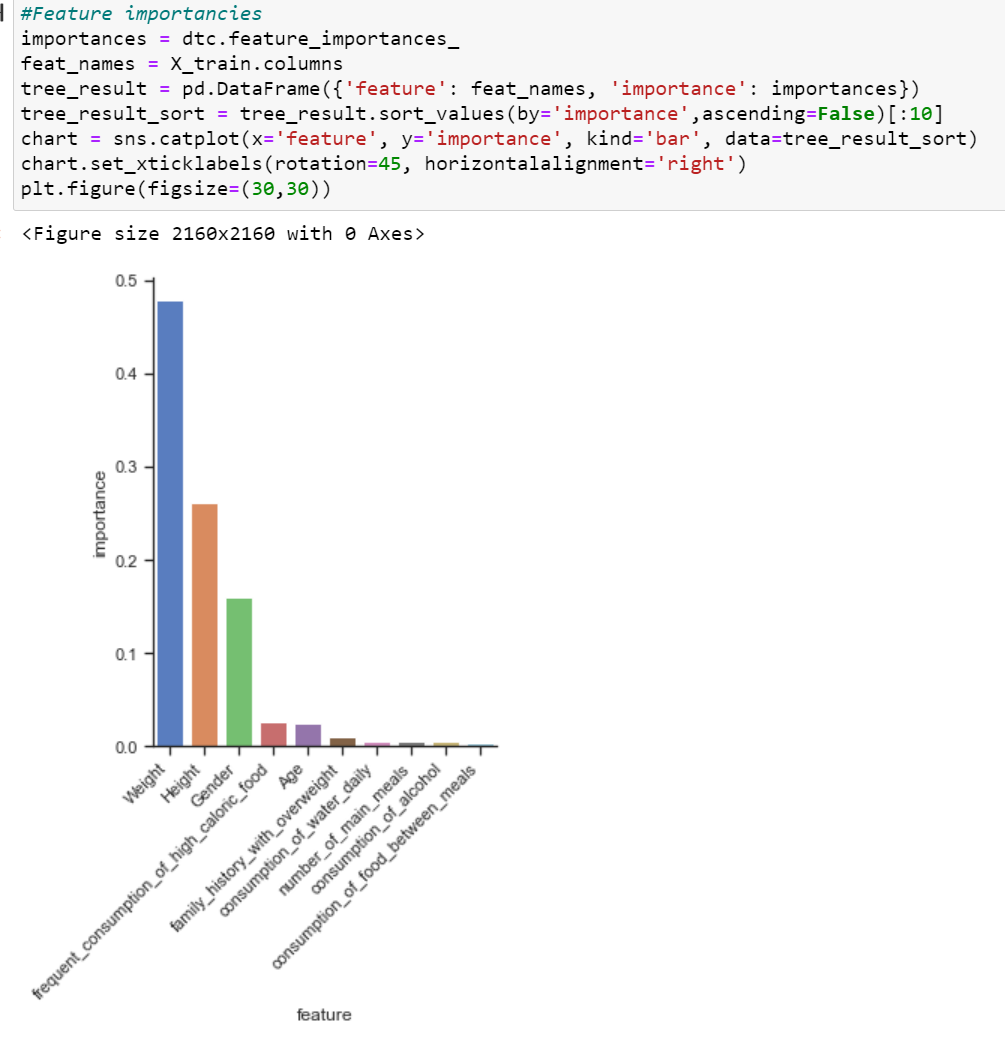 #Feature importancies
importances = dtc.feature_importances_
feat_names = X_train.columns
tree_result = pd.DataFrame({'feature': feat_names, 'importance': importances})
tree_result_sort = tree_result.sort_values(by='importance',ascending=False)[:10]
chart = sns.catplot(x='feature', y='importance', kind='bar', data=tree_result_sort)
chart.set_xticklabels(rotation=45, horizontalalignment='right')
plt.figure(figsize=(30,30))
<Figure size 2160x2160 with 0 Axes>
0.5
0.4
0.3
0.2
0.1
0.0
importance
Weight
Height
Gender
frequent_consumption_of_high_caloric_food
Age
family_history_with_overweight
consumption_of_water_daily
number_of_main_meals
consumption_of_alcohol
consumption_of_food_between_meals
feature